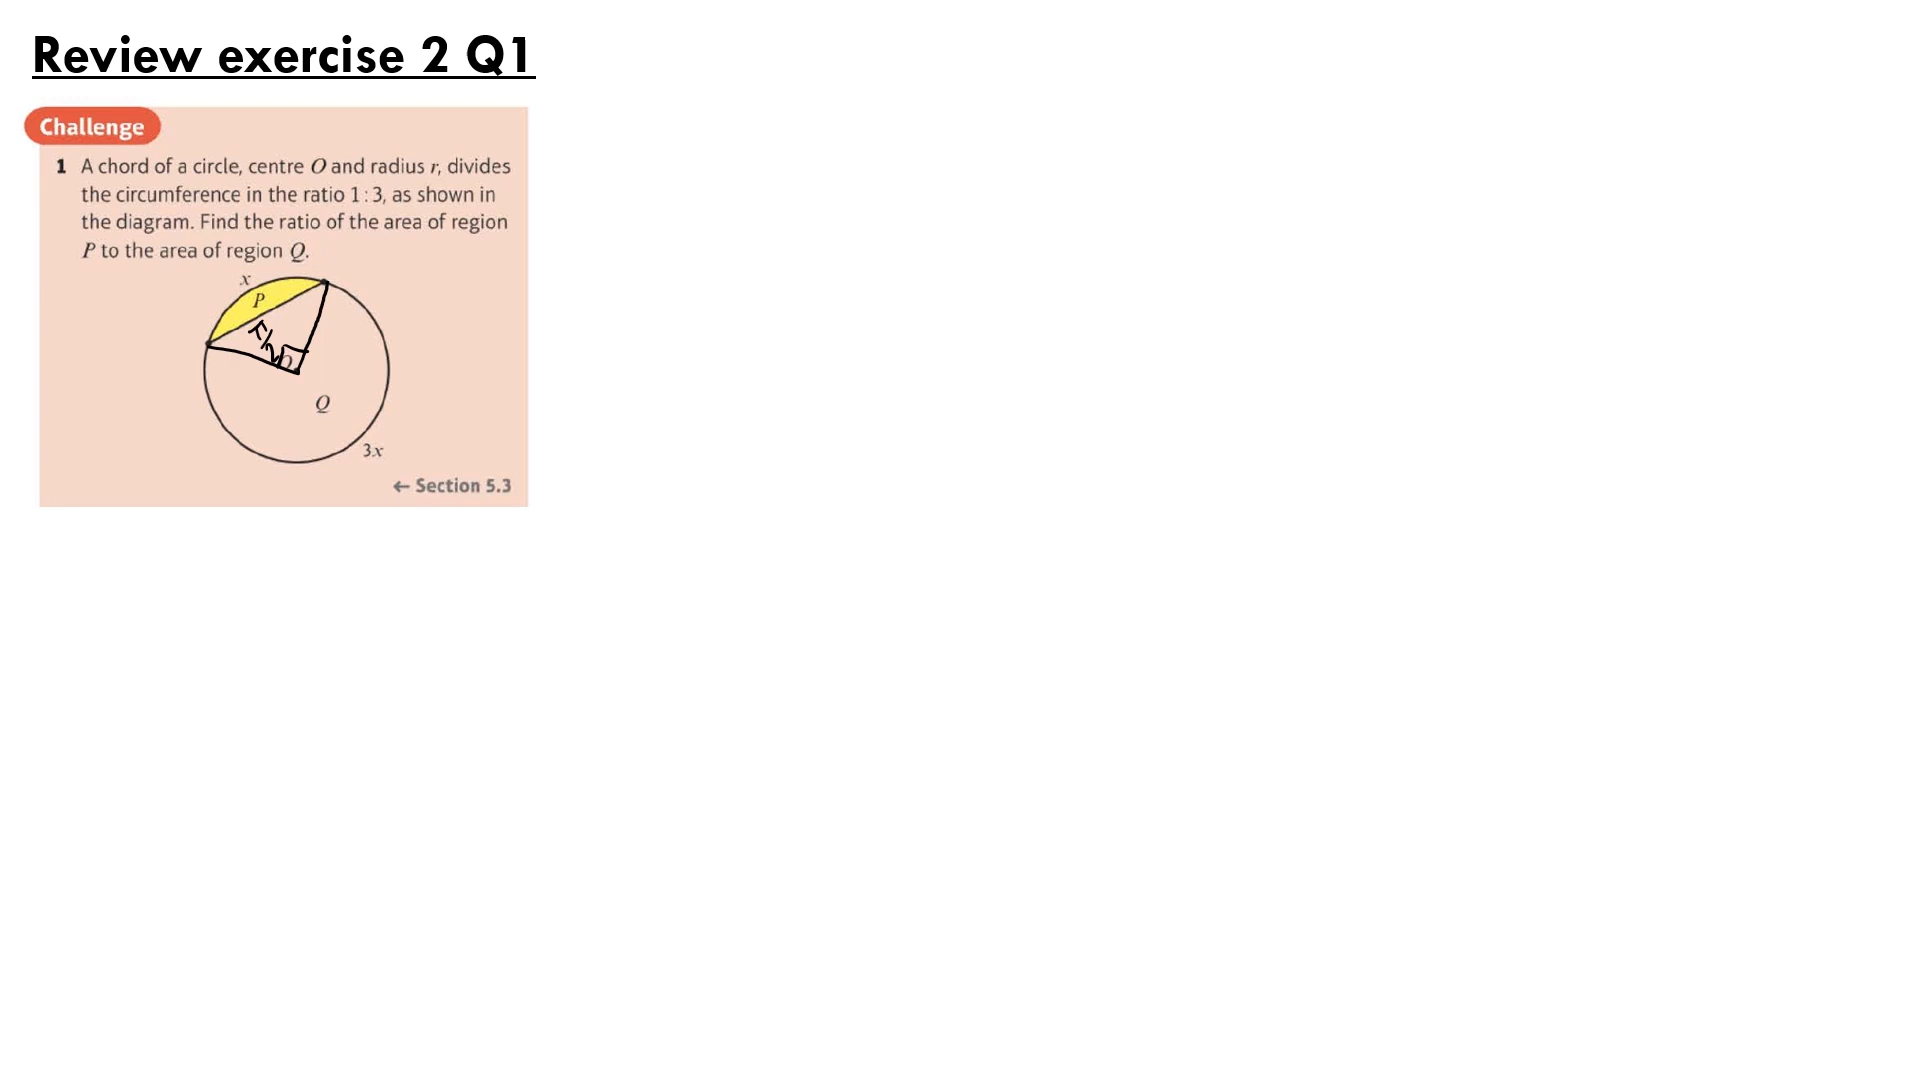 Review exercise 2 Q1
Challenge
1 A chord of a circle, centre O and radius r, divides
the circumference in the ratio 1 : 3, as shown in
the diagram. Find the ratio of the area of region
P to the area of region Q.
x
P
π/2
O
Q
3x
← Section 5.3